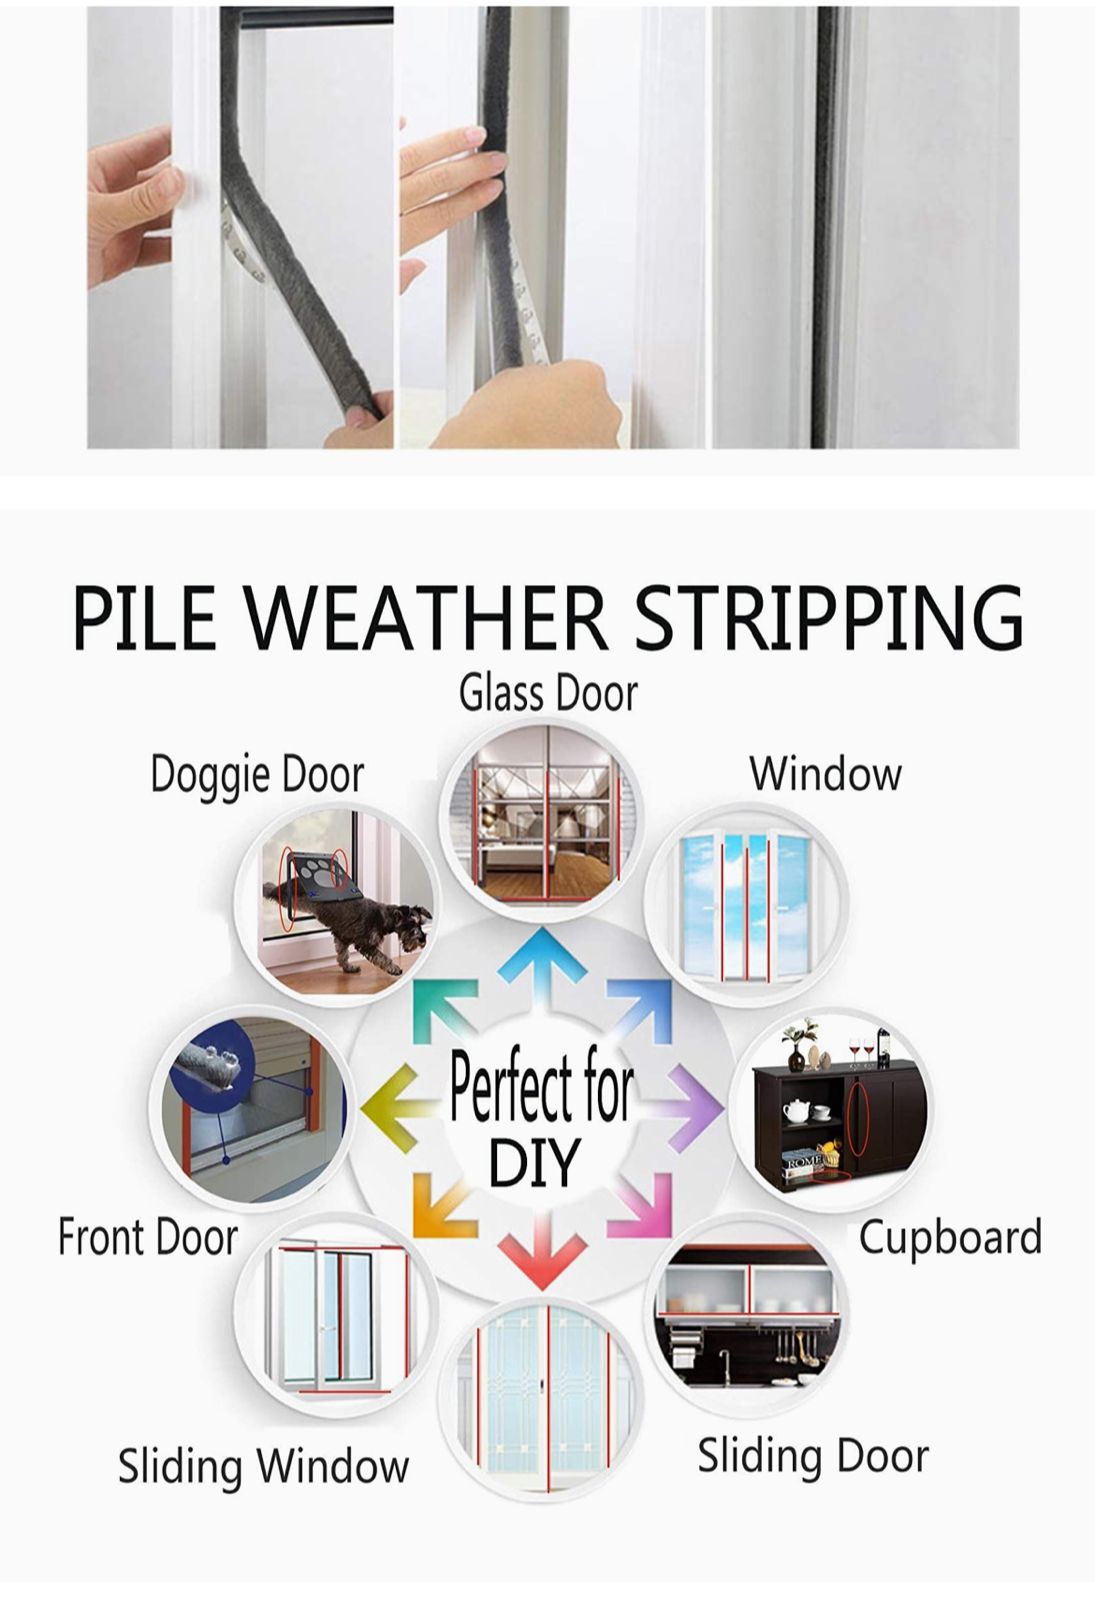 PILE WEATHER STRIPPING
Glass Door
Doggie Door
Window
Perfect for
DIY
ROME
Front Door
Cupboard
Sliding Window
Sliding Door